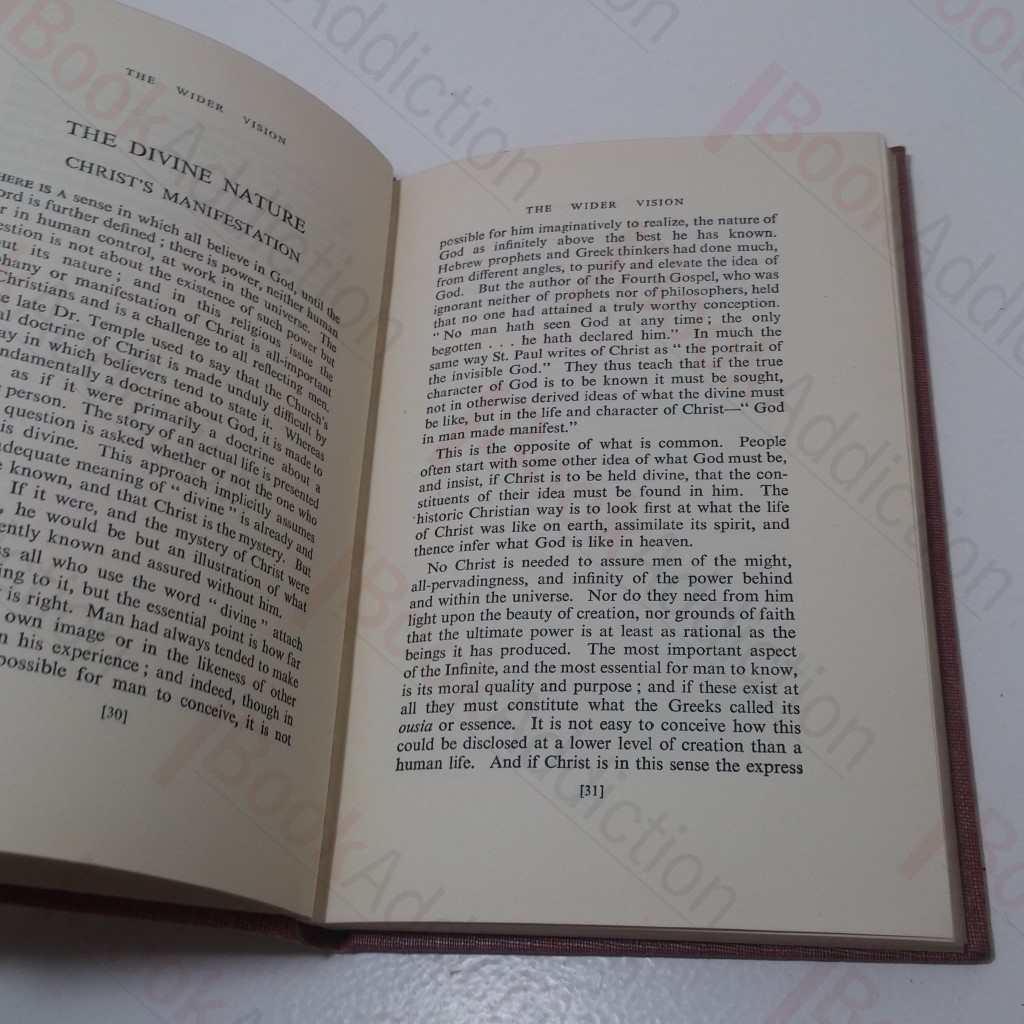 THE WIDER VISION
THE DIVINE NATURE
CHRIST'S MANIFESTATION
HERE IS A sense in which all believe in God, until the
ord is further defined ; there is power, neither human
r in human control, at work in the universe. The
estion is not about the existence of such power but
out its nature ; and in this religious issue the
phany or manifestation of Christ is all-important
Christians and is a challenge to all reflecting men.
e late Dr. Temple used to say that the Church's
al doctrine of Christ is made unduly difficult by
ay in which believers tend to state it. Whereas
ndamentally a doctrine about God, it is made to
as if it were primarily a doctrine about a
person. The story of an actual life is presented
question is asked whether or not the one who
is divine. This approach implicitly assumes
adequate meaning of " divine " is already and
e known, and that Christ is the mystery. But
If it were, and the mystery of Christ were
, he would be but an illustration of what
ently known and assured without him.
ss all who use the word " divine " attach
ing to it, but the essential point is how far
is right. Man had always tended to make
own image or in the likeness of other
n his experience ; and indeed, though in
possible for man to conceive, it is not
[30]
THE WIDER VISION
possible for him imaginatively to realize, the nature of
God as infinitely above the best he has known.
Hebrew prophets and Greek thinkers had done much,
from different angles, to purify and elevate the idea of
God. But the author of the Fourth Gospel, who was
ignorant neither of prophets nor of philosophers, held
that no one had attained a truly worthy conception.
" No man hath seen God at any time ; the only
begotten . . . he hath declared him." In much the
same way St. Paul writes of Christ as " the portrait of
the invisible God." They thus teach that if the true
character of God is to be known it must be sought,
not in otherwise derived ideas of what the divine must
be like, but in the life and character of Christ—" God
in man made manifest."
This is the opposite of what is common. People
often start with some other idea of what God must be,
and insist, if Christ is to be held divine, that the con-
stituents of their idea must be found in him. The
historic Christian way is to look first at what the life
of Christ was like on earth, assimilate its spirit, and
thence infer what God is like in heaven.
No Christ is needed to assure men of the might,
all-pervadingness, and infinity of the power behind
and within the universe. Nor do they need from him
light upon the beauty of creation, nor grounds of faith
that the ultimate power is at least as rational as the
beings it has produced. The most important aspect
of the Infinite, and the most essential for man to know,
is its moral quality and purpose ; and if these exist at
all they must constitute what the Greeks called its
ousia or essence. It is not easy to conceive how this
could be disclosed at a lower level of creation than a
human life. And if Christ is in this sense the express
[31]
BookAddiction
BookAddiction
BookAddiction
BookAddiction
BookAddiction